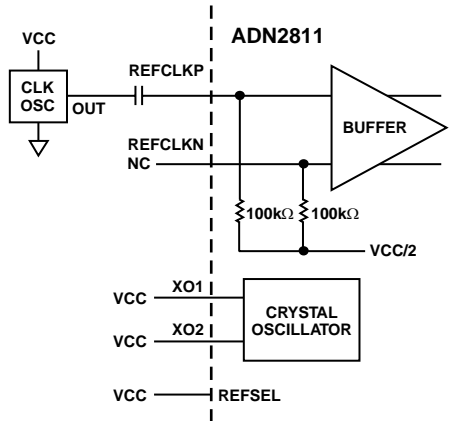 ADN2811
VCC
REFCLKP
CLK
OSC
OUT
BUFFER
REFCLKN
NC
100kΩ
100kΩ
VCC/2
VCC
XO1
CRYSTAL
OSCILLATOR
VCC
XO2
VCC
REFSEL